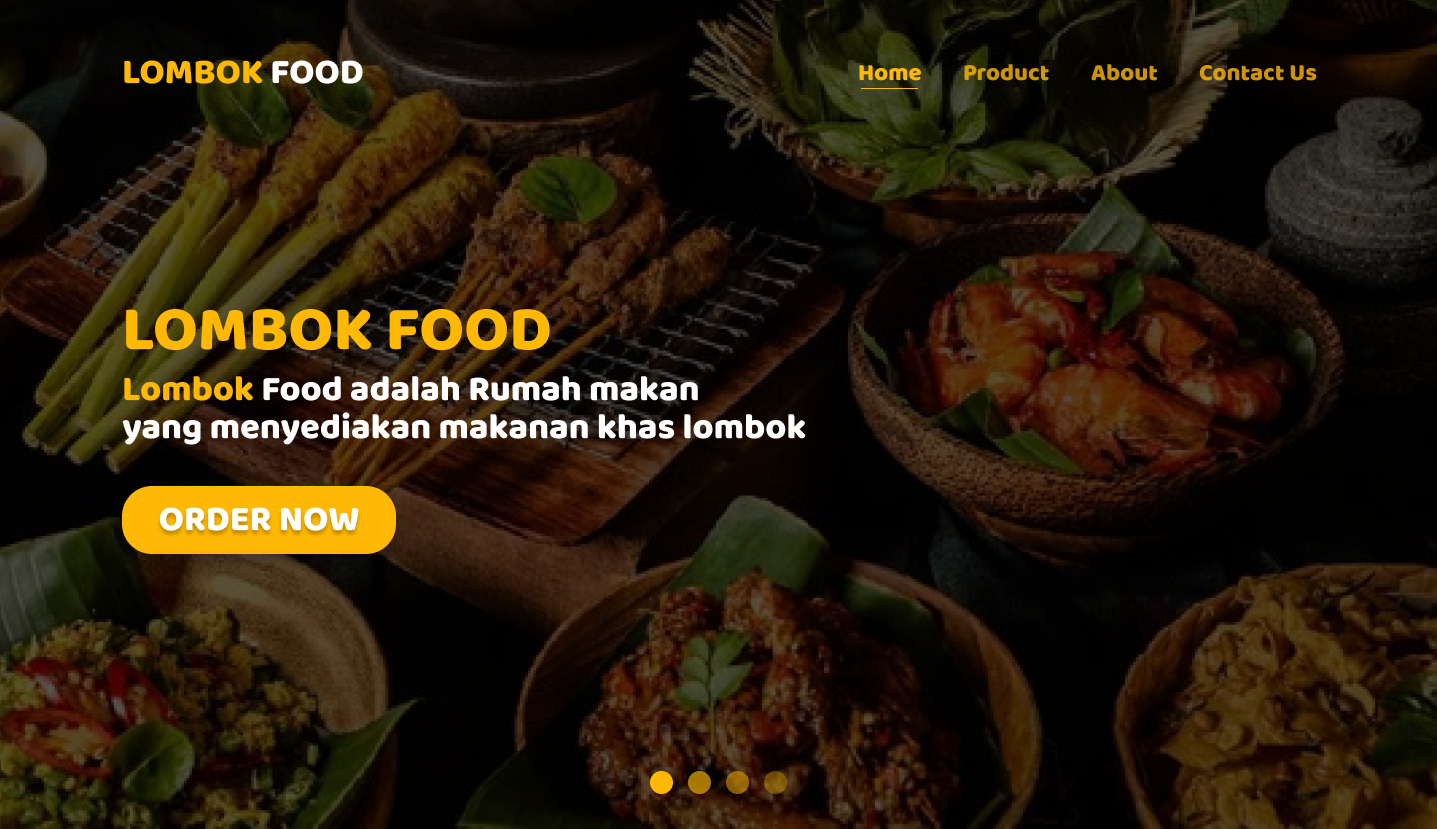 LOMBOK FOOD
Home Product About Contact Us
LOMBOK FOOD
Lombok Food adalah Rumah makan
yang menyediakan makanan khas lombok
ORDER NOW